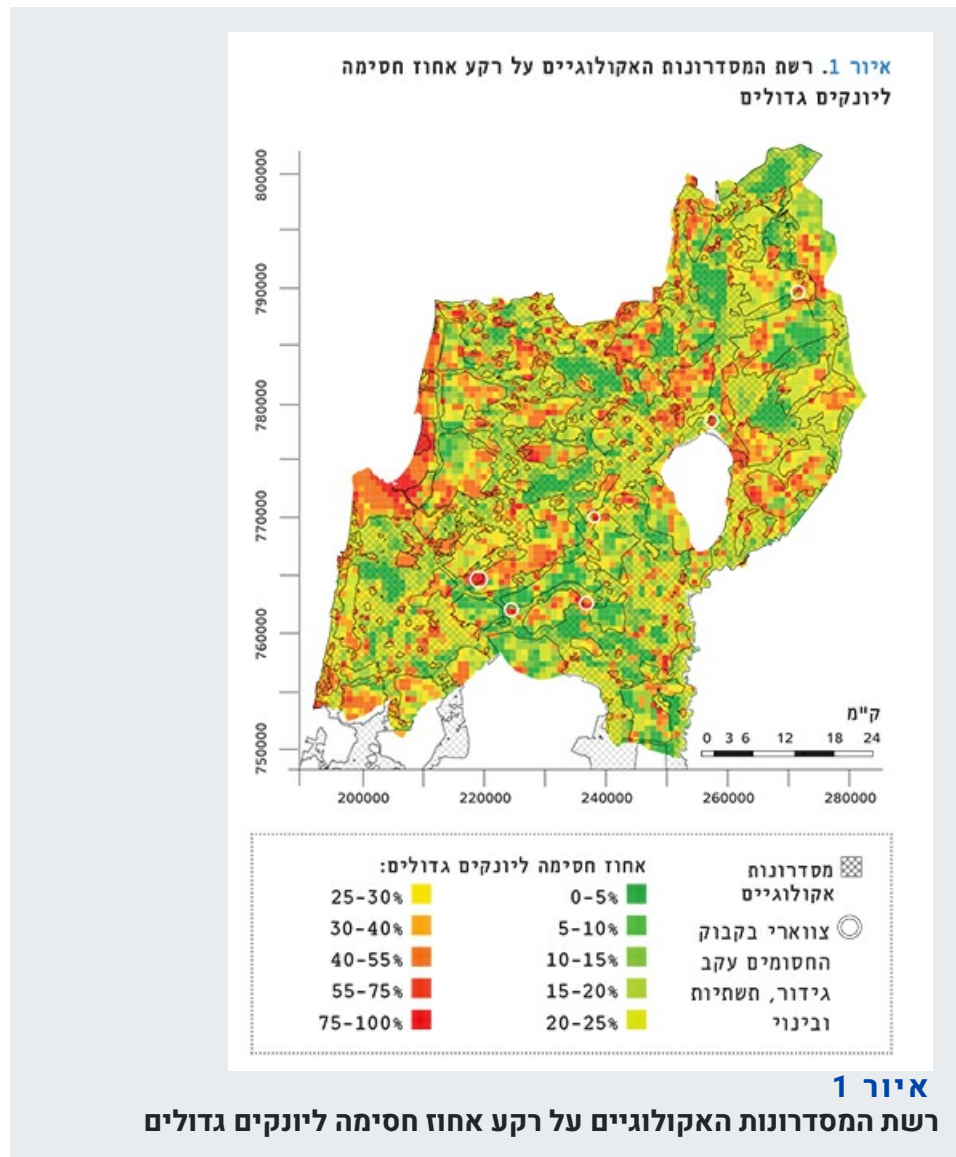 איור 1. רשת המסדרונות האקולוגיים על רקע אחוז חסימה
ליונקים גדולים
800000
790000
780000
770000
760000
750000
200000
220000
240000
260000
280000
ק"מ
0 3 6 12 18 24
מסדרונות
אקולוגיים
צווארי בקבוק
החסומים עקב
גידור, תשתיות
ובינוי
אחוז חסימה ליונקים גדולים:
0-5%
5-10%
10-15%
15-20%
20-25%
25-30%
30-40%
40-55%
55-75%
75-100%
איור 1
רשת המסדרונות האקולוגיים על רקע אחוז חסימה ליונקים גדולים